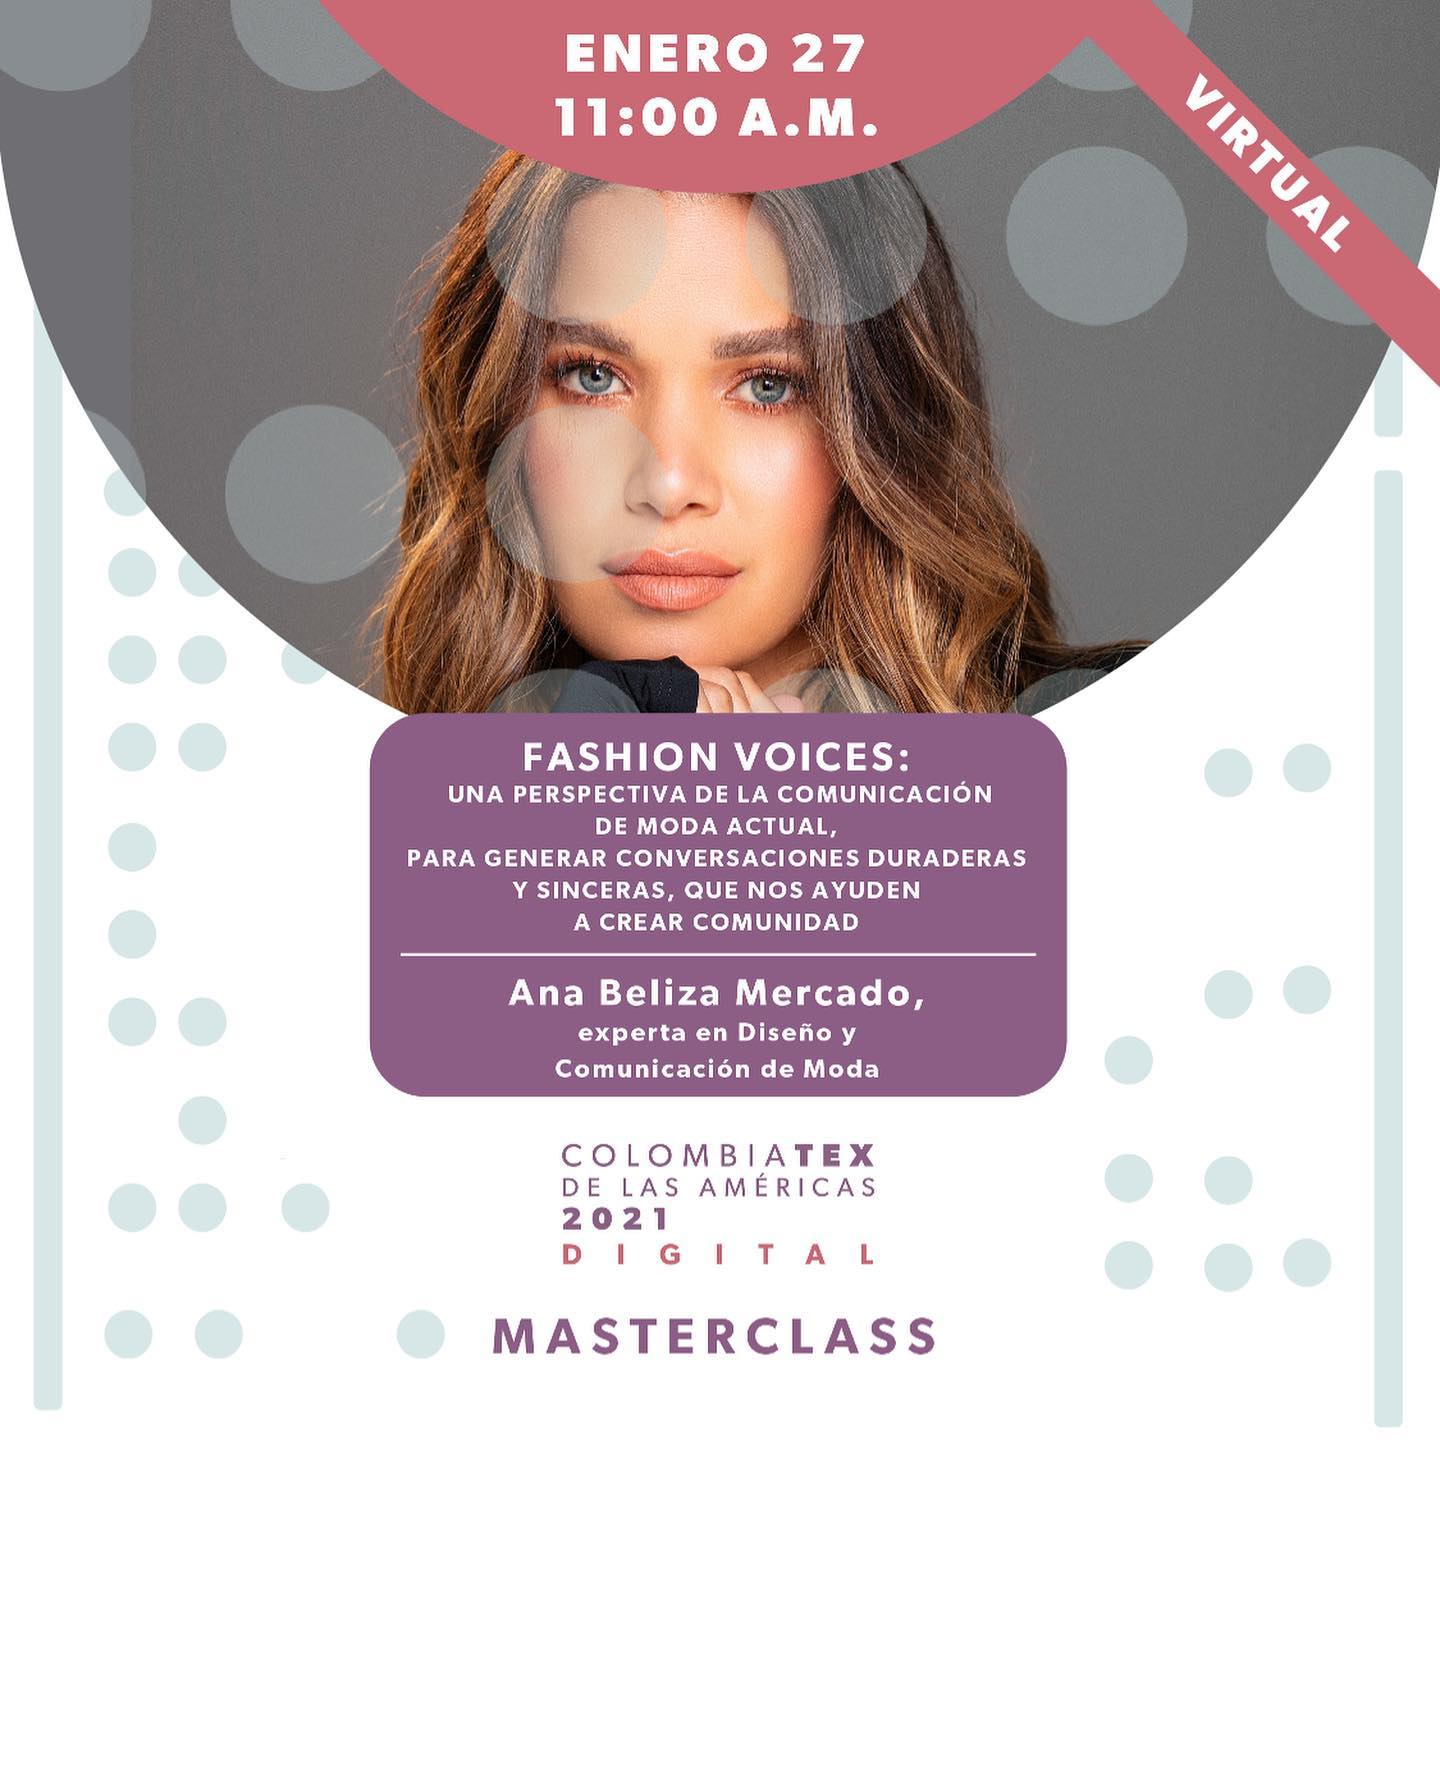 ENERO 27
11:00 A.M.
VIRTUAL
FASHION VOICES:
UNA PERSPECTIVA DE LA COMUNICACIÓN
DE MODA ACTUAL,
PARA GENERAR CONVERSACIONES DURADERAS
Y SINCERAS, QUE NOS AYUDEN
A CREAR COMUNIDAD
Ana Beliza Mercado,
experta en Diseño y
Comunicación de Moda
COLOMBIATEX
DE LAS AMÉRICAS
2021
DIGITAL
MASTERCLASS